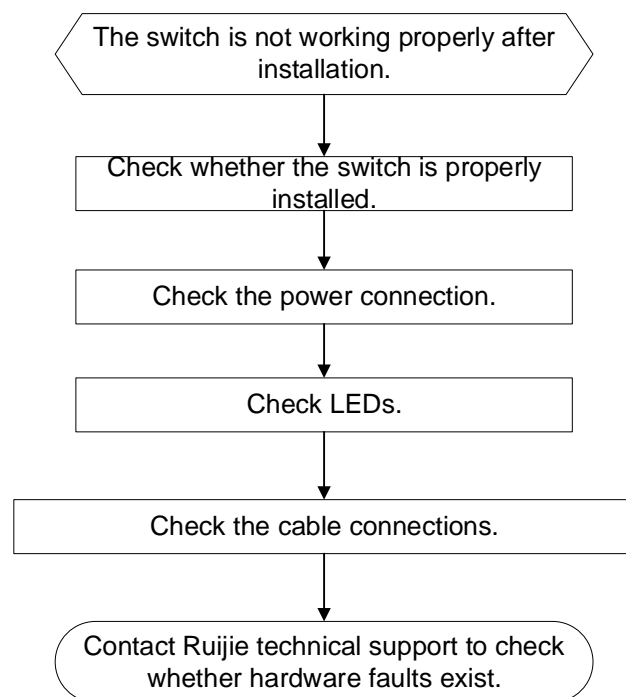 The switch is not working properly after
installation.
Check whether the switch is properly
installed.
Check the power connection.
Check LEDs.
Check the cable connections.
Contact Ruijie technical support to check
whether hardware faults exist.